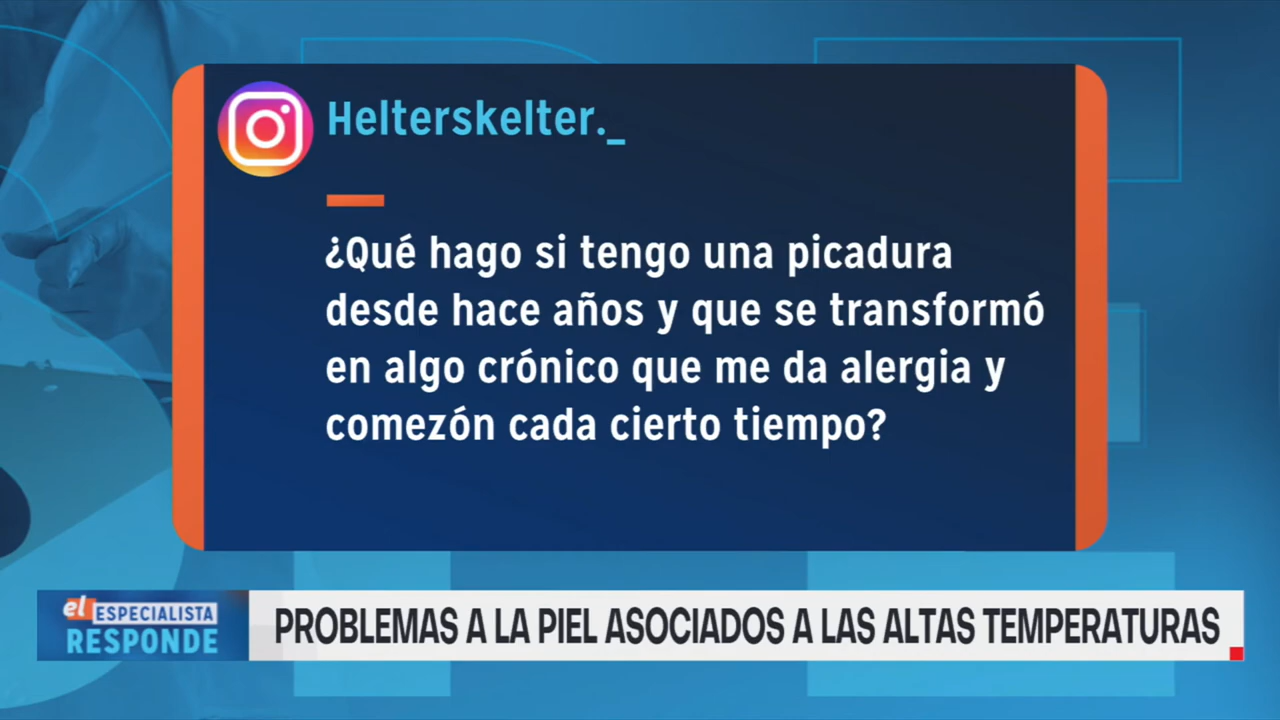 Helterskelter._
¿Qué hago si tengo una picadura
desde hace años y que se transformó
en algo crónico que me da alergia y
comezón cada cierto tiempo?
el ESPECIALISTA
RESPONDE
PROBLEMAS A LA PIEL ASOCIADOS A LAS ALTAS TEMPERATURAS